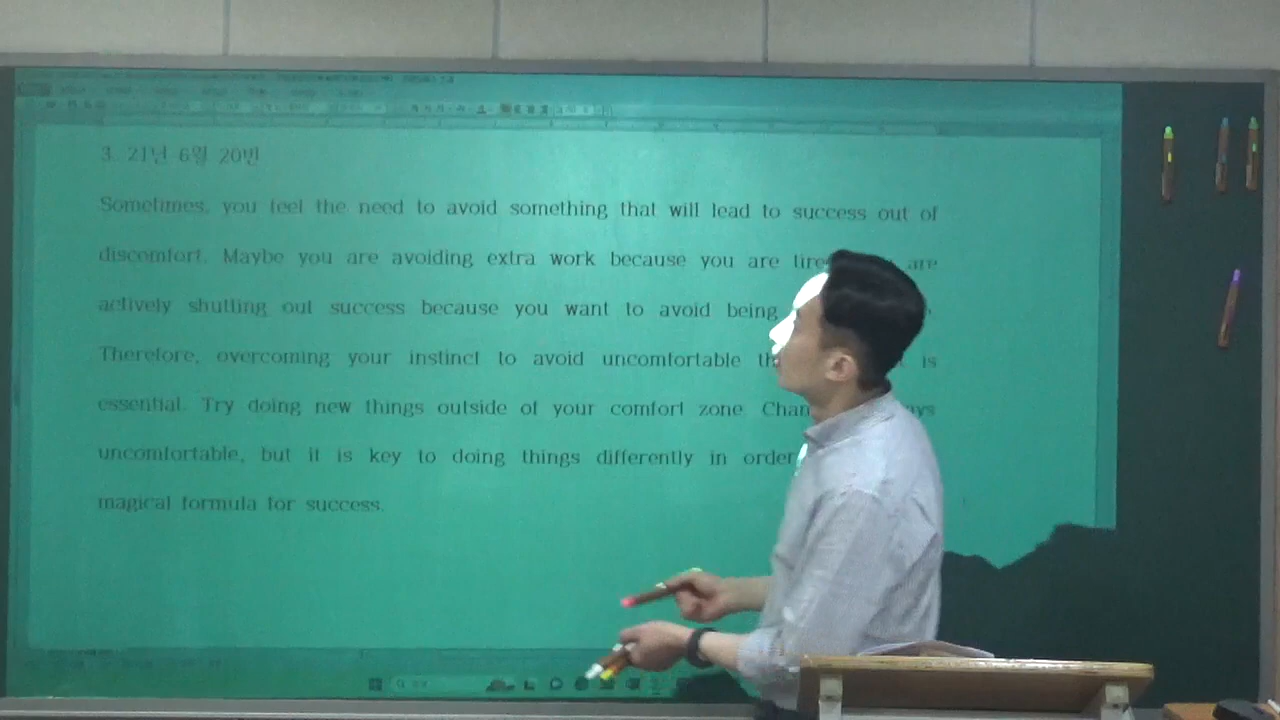 3. 21년 6월 20번
Sometimes, you feel the need to avoid something that will lead to success out of
discomfort. Maybe you are avoiding extra work because you are are
actively shutting out success because you want to avoid being
Therefore, overcoming your instinct to avoid uncomfortable is
essential. Try doing new things outside of your comfort zone.
uncomfortable, but it is key to doing things differently in order
magical formula for success.